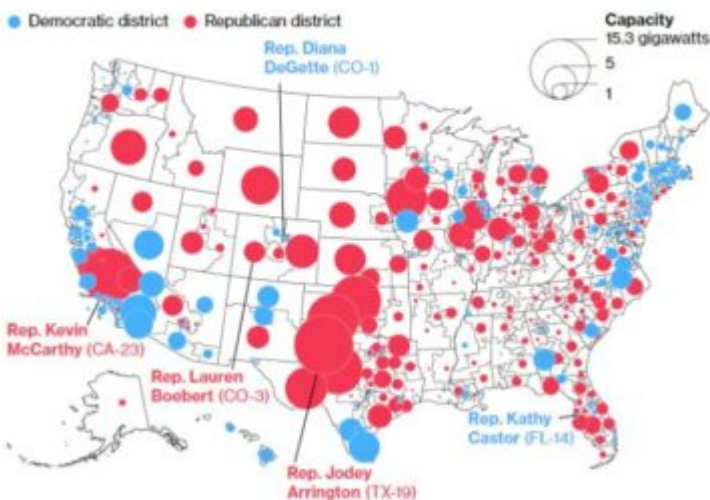 Democratic district Republican district
Capacity
15.3 gigawatts
5
1
Rep. Diana
DeGette (CO-1)
Rep. Kevin
McCarthy (CA-23)
Rep. Lauren
Boebert (CO-3)
Rep. Jodey
Arrington (TX-19)
Rep. Kathy
Castor (FL-14)